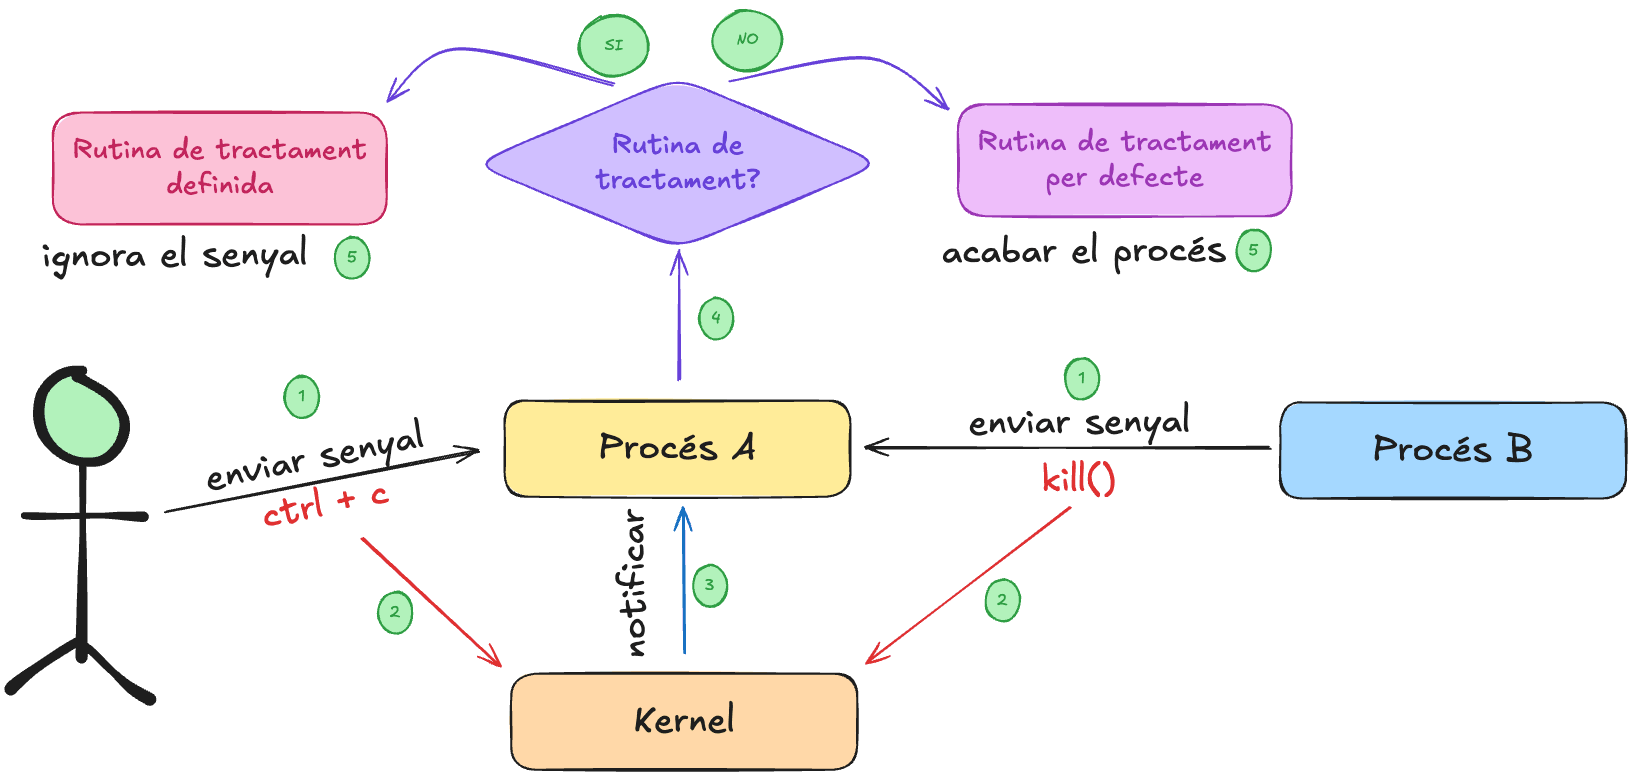 SI
NO
Rutina de tractament
definida
Rutina de
tractament?
Rutina de tractament
per defecte
ignora el senyal
5
acabar el procés
5
4
1
enviar senyal
ctrl + c
Procés A
1
enviar senyal
kill()
Procés B
2
notificar
3
2
Kernel